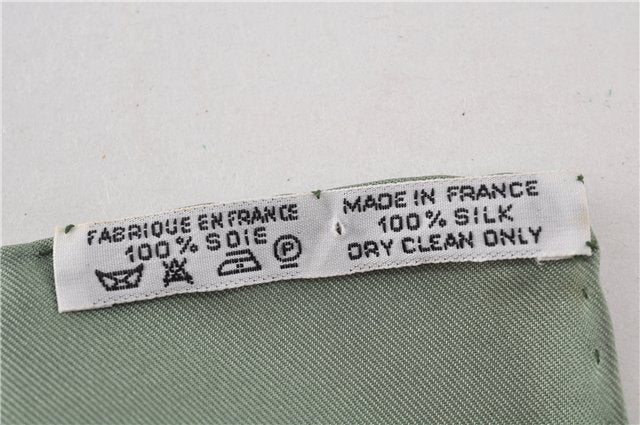 FABRIQUE EN FRANCE
100% SOIE
P
MADE IN FRANCE
100% SILK
DRY CLEAN ONLY